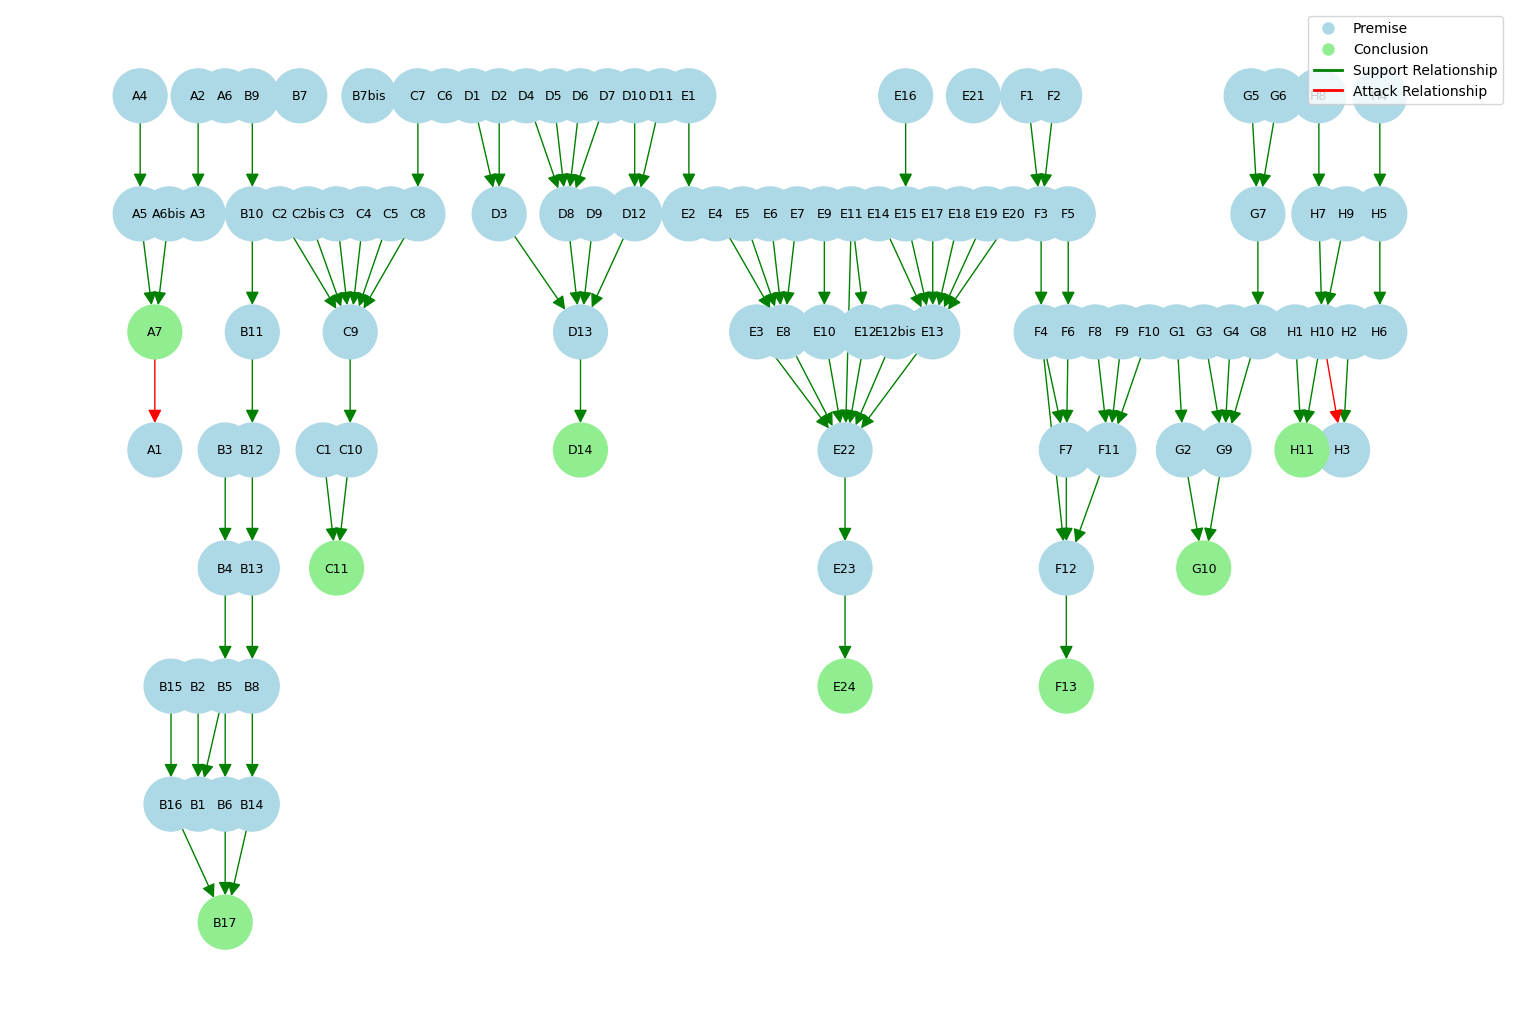 Premise
Conclusion
Support Relationship
Attack Relationship
A4 A2 A6 B9 B7 B7bis C7 C6 D1 D2 D4 D5 D6 D7 D10 D11 E1 E16 E21 F1 F2 G5 G6 H8
A5 A6bis A3 B10 C2 C2bis C3 C4 C5 C8 D3 D8 D9 D12 E2 E4 E5 E6 E7 E9 E11 E14 E15 E17 E18 E19 E20 F3 F5 G7 H7 H9 H5
A7 B11 C9 D13 E3 E8 E10 E12 E12bis E13 F4 F6 F8 F9 F10 G1 G3 G4 G8 H1 H10 H2 H6
A1 B3 B12 C1 C10 D14 E22 F7 F11 G2 G9 H11 H3
B4 B13 C11 E23 F12 G10
B15 B2 B5 B8 E24 F13
B16 B1 B6 B14
B17